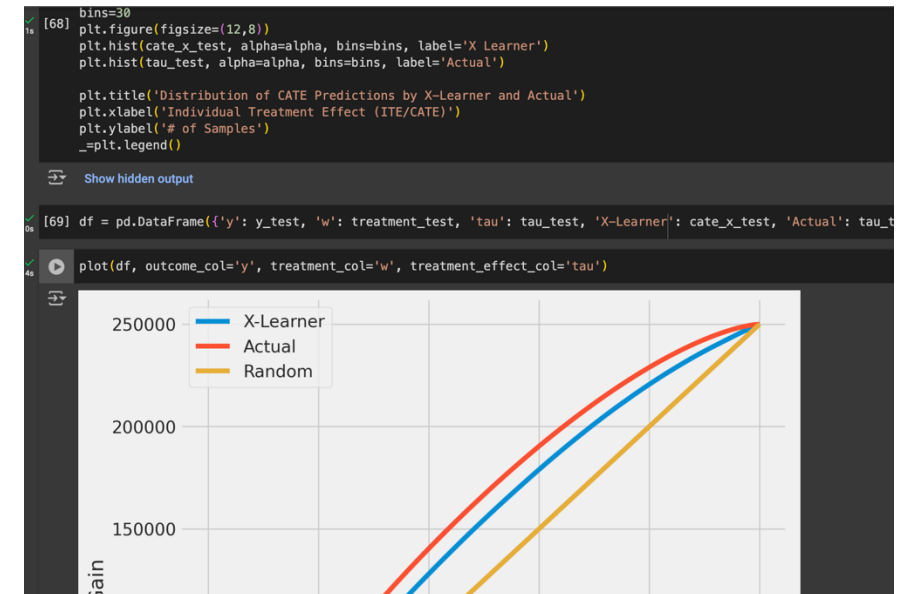 bins=30
[68] plt.figure(figsize=(12,8))
1s
plt.hist(cate_x_test, alpha=alpha, bins=bins, label='X Learner')
plt.hist(tau_test, alpha=alpha, bins=bins, label='Actual')
plt.title('Distribution of CATE Predictions by X-Learner and Actual')
plt.xlabel('Individual Treatment Effect (ITE/CATE)')
plt.ylabel('# of Samples')
_=plt.legend()
Show hidden output
[69] df = pd.DataFrame({'y': y_test, 'w': treatment_test, 'tau': tau_test, 'X-Learner': cate_x_test, 'Actual': tau_t
0s
plot(df, outcome_col='y', treatment_col='w', treatment_effect_col='tau')
4s
250000
X-Learner
Actual
Random
200000
150000
Gain